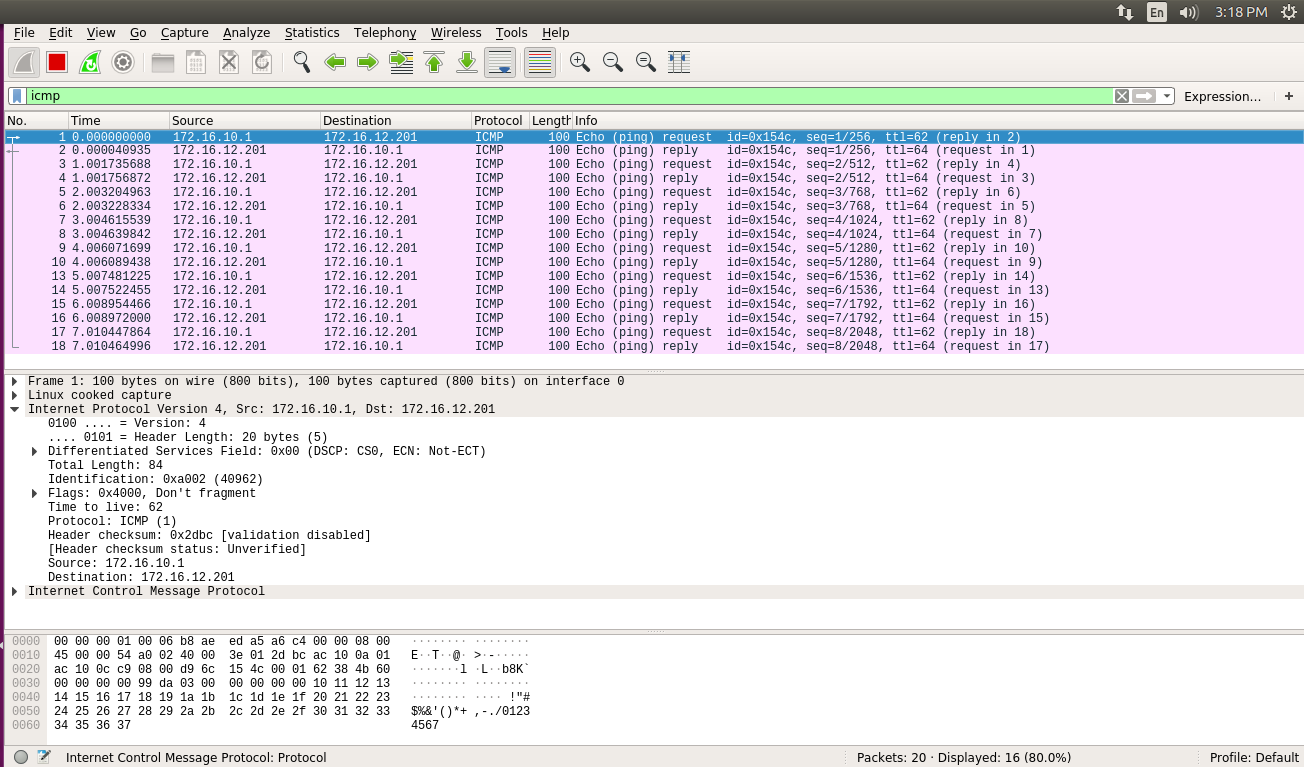 En 3:18 PM
File Edit View Go Capture Analyze Statistics Telephony Wireless Tools Help
icmp Expression… +
No. Time Source Destination Protocol Length Info
1 0.000000000 172.16.10.1 172.16.12.201 ICMP 100 Echo (ping) request id=0x154c, seq=1/256, ttl=62 (reply in 2)
2 0.000040935 172.16.12.201 172.16.10.1 ICMP 100 Echo (ping) reply id=0x154c, seq=1/256, ttl=64 (request in 1)
3 1.001735688 172.16.10.1 172.16.12.201 ICMP 100 Echo (ping) request id=0x154c, seq=2/512, ttl=62 (reply in 4)
4 1.001756872 172.16.12.201 172.16.10.1 ICMP 100 Echo (ping) reply id=0x154c, seq=2/512, ttl=64 (request in 3)
5 2.003204963 172.16.10.1 172.16.12.201 ICMP 100 Echo (ping) request id=0x154c, seq=3/768, ttl=62 (reply in 6)
6 2.003228334 172.16.12.201 172.16.10.1 ICMP 100 Echo (ping) reply id=0x154c, seq=3/768, ttl=64 (request in 5)
7 3.004615539 172.16.10.1 172.16.12.201 ICMP 100 Echo (ping) request id=0x154c, seq=4/1024, ttl=62 (reply in 8)
8 3.004639842 172.16.12.201 172.16.10.1 ICMP 100 Echo (ping) reply id=0x154c, seq=4/1024, ttl=64 (request in 7)
9 4.006071699 172.16.10.1 172.16.12.201 ICMP 100 Echo (ping) request id=0x154c, seq=5/1280, ttl=62 (reply in 10)
10 4.006089438 172.16.12.201 172.16.10.1 ICMP 100 Echo (ping) reply id=0x154c, seq=5/1280, ttl=64 (request in 9)
13 5.007481225 172.16.10.1 172.16.12.201 ICMP 100 Echo (ping) request id=0x154c, seq=6/1536, ttl=62 (reply in 14)
14 5.007522455 172.16.12.201 172.16.10.1 ICMP 100 Echo (ping) reply id=0x154c, seq=6/1536, ttl=64 (request in 13)
15 6.008954466 172.16.10.1 172.16.12.201 ICMP 100 Echo (ping) request id=0x154c, seq=7/1792, ttl=62 (reply in 16)
16 6.008972000 172.16.12.201 172.16.10.1 ICMP 100 Echo (ping) reply id=0x154c, seq=7/1792, ttl=64 (request in 15)
17 7.010447864 172.16.10.1 172.16.12.201 ICMP 100 Echo (ping) request id=0x154c, seq=8/2048, ttl=62 (reply in 18)
18 7.010464996 172.16.12.201 172.16.10.1 ICMP 100 Echo (ping) reply id=0x154c, seq=8/2048, ttl=64 (request in 17)
Frame 1: 100 bytes on wire (800 bits), 100 bytes captured (800 bits) on interface 0
Linux cooked capture
Internet Protocol Version 4, Src: 172.16.10.1, Dst: 172.16.12.201
0100 .... = Version: 4
.... 0101 = Header Length: 20 bytes (5)
Differentiated Services Field: 0x00 (DSCP: CS0, ECN: Not-ECT)
Total Length: 84
Identification: 0xa002 (40962)
Flags: 0x4000, Don't fragment
Time to live: 62
Protocol: ICMP (1)
Header checksum: 0x2dbc [validation disabled]
[Header checksum status: Unverified]
Source: 172.16.10.1
Destination: 172.16.12.201
Internet Control Message Protocol
0000 00 00 00 01 00 06 b8 ae ed a5 a6 c4 00 00 08 00 ········ ········
0010 45 00 00 54 a0 02 40 00 3e 01 2d bc ac 10 0a 01 E··T··@· >·-·····
0020 ac 10 0c c9 08 00 d9 6c 15 4c 00 01 62 38 4b 60 ·······l ·L··b8K`
0030 00 00 00 00 99 da 03 00 00 00 00 00 10 11 12 13 ········ ········
0040 14 15 16 17 18 19 1a 1b 1c 1d 1e 1f 20 21 22 23 ········ ···· !"#
0050 24 25 26 27 28 29 2a 2b 2c 2d 2e 2f 30 31 32 33 $%&'()*+ ,-./0123
0060 34 35 36 37 4567
Internet Control Message Protocol: Protocol Packets: 20 · Displayed: 16 (80.0%) Profile: Default